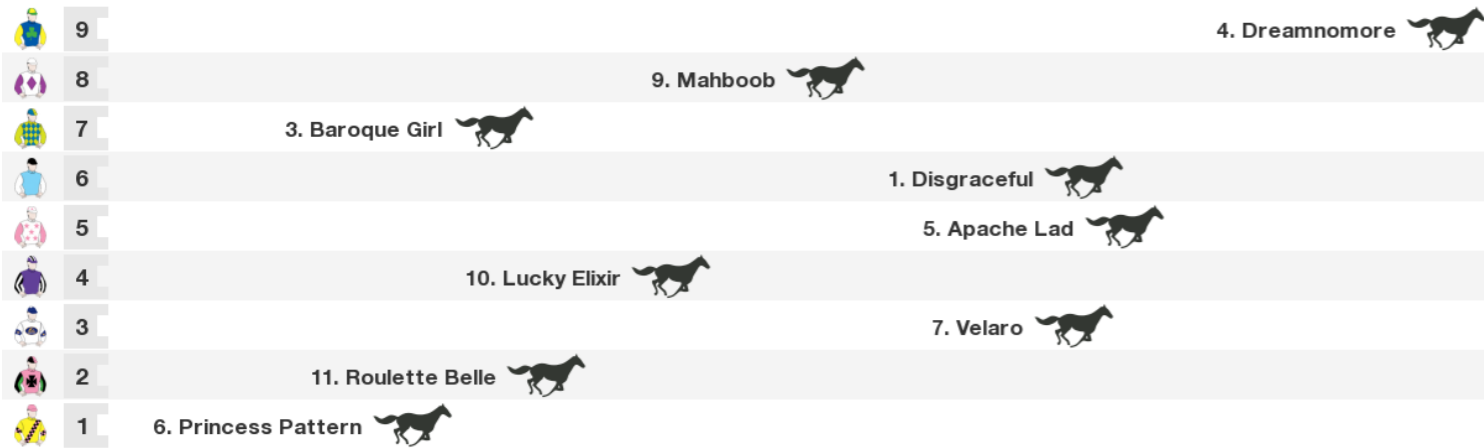 9 4. Dreamnomore
8 9. Mahboob
7 3. Baroque Girl
6 1. Disgraceful
5 5. Apache Lad
4 10. Lucky Elixir
3 7. Velaro
2 11. Roulette Belle
1 6. Princess Pattern